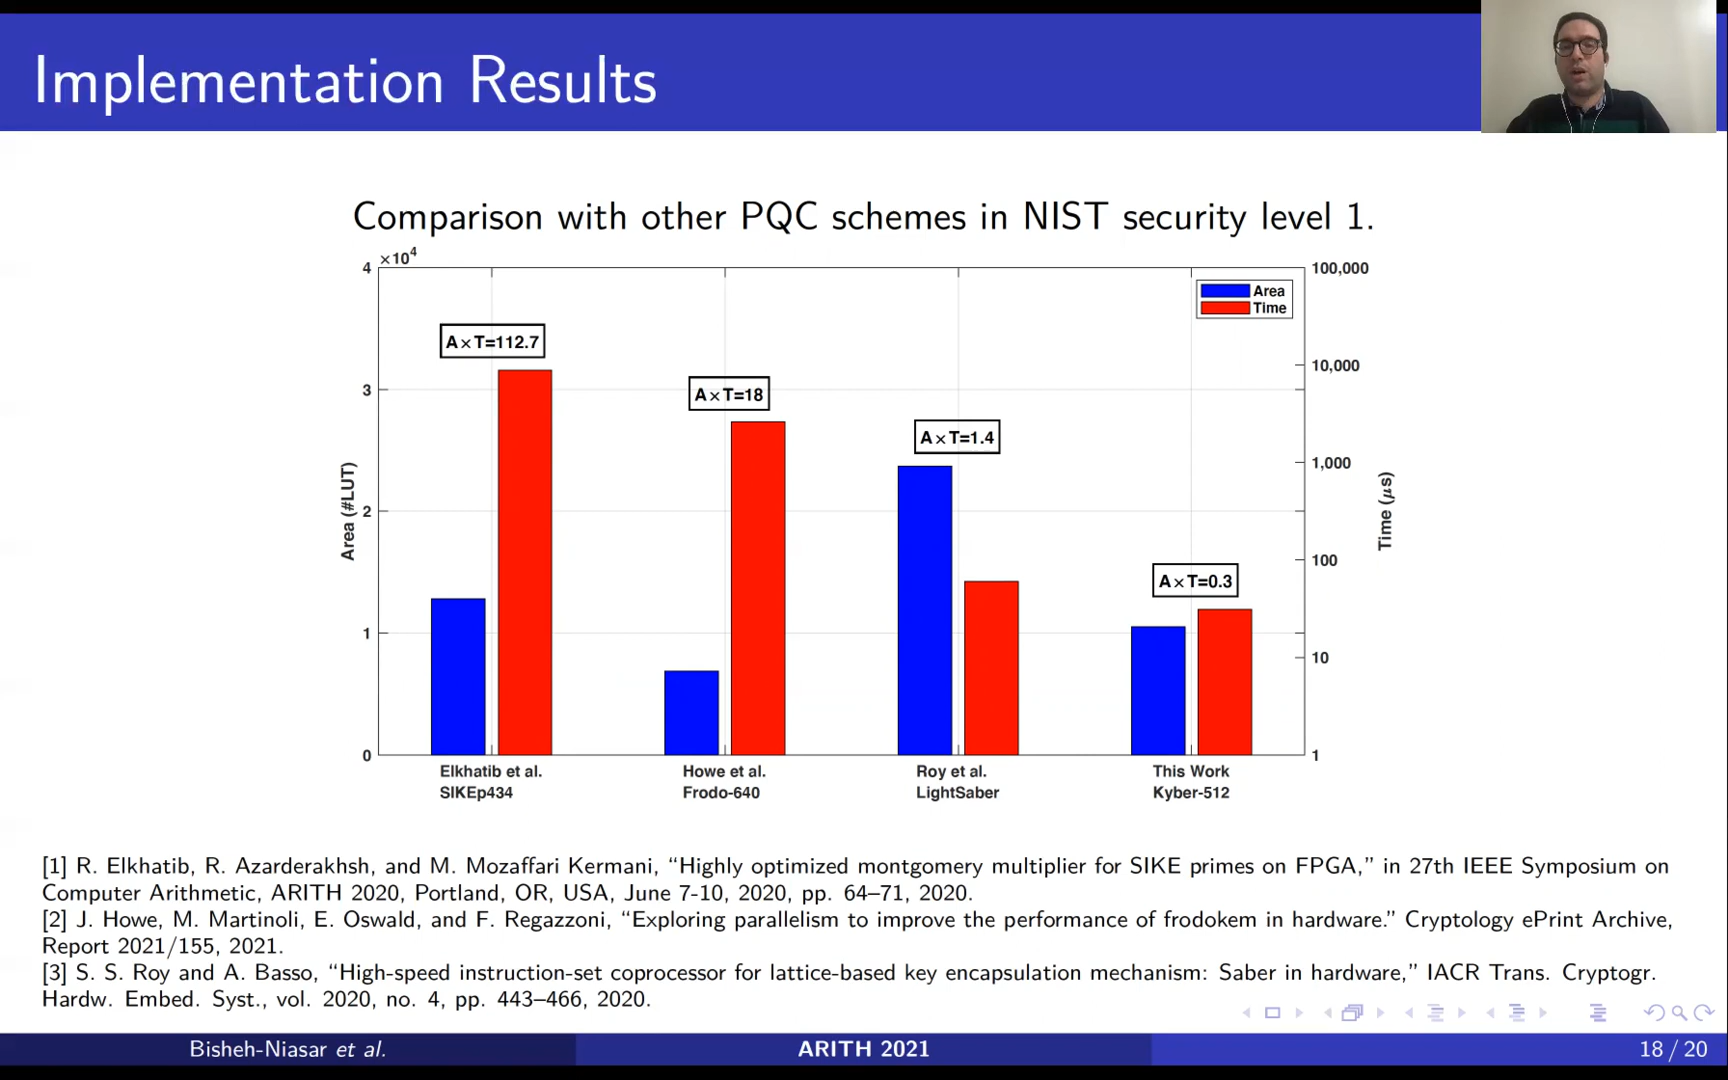 Implementation Results
Comparison with other PQC schemes in NIST security level 1.
×10⁴
4
3
2
1
0
Area (#LUT)
100,000
10,000
1,000
100
10
1
Time (μs)
Area
Time
A×T=112.7
A×T=18
A×T=1.4
A×T=0.3
Elkhatib et al.
SIKEp434
Howe et al.
Frodo-640
Roy et al.
LightSaber
This Work
Kyber-512
[1] R. Elkhatib, R. Azarderakhsh, and M. Mozaffari Kermani, “Highly optimized montgomery multiplier for SIKE primes on FPGA,” in 27th IEEE Symposium on
Computer Arithmetic, ARITH 2020, Portland, OR, USA, June 7-10, 2020, pp. 64–71, 2020.
[2] J. Howe, M. Martinoli, E. Oswald, and F. Regazzoni, “Exploring parallelism to improve the performance of frodokem in hardware.” Cryptology ePrint Archive,
Report 2021/155, 2021.
[3] S. S. Roy and A. Basso, “High-speed instruction-set coprocessor for lattice-based key encapsulation mechanism: Saber in hardware,” IACR Trans. Cryptogr.
Hardw. Embed. Syst., vol. 2020, no. 4, pp. 443–466, 2020.
Bisheh-Niasar et al.
ARITH 2021
18 / 20